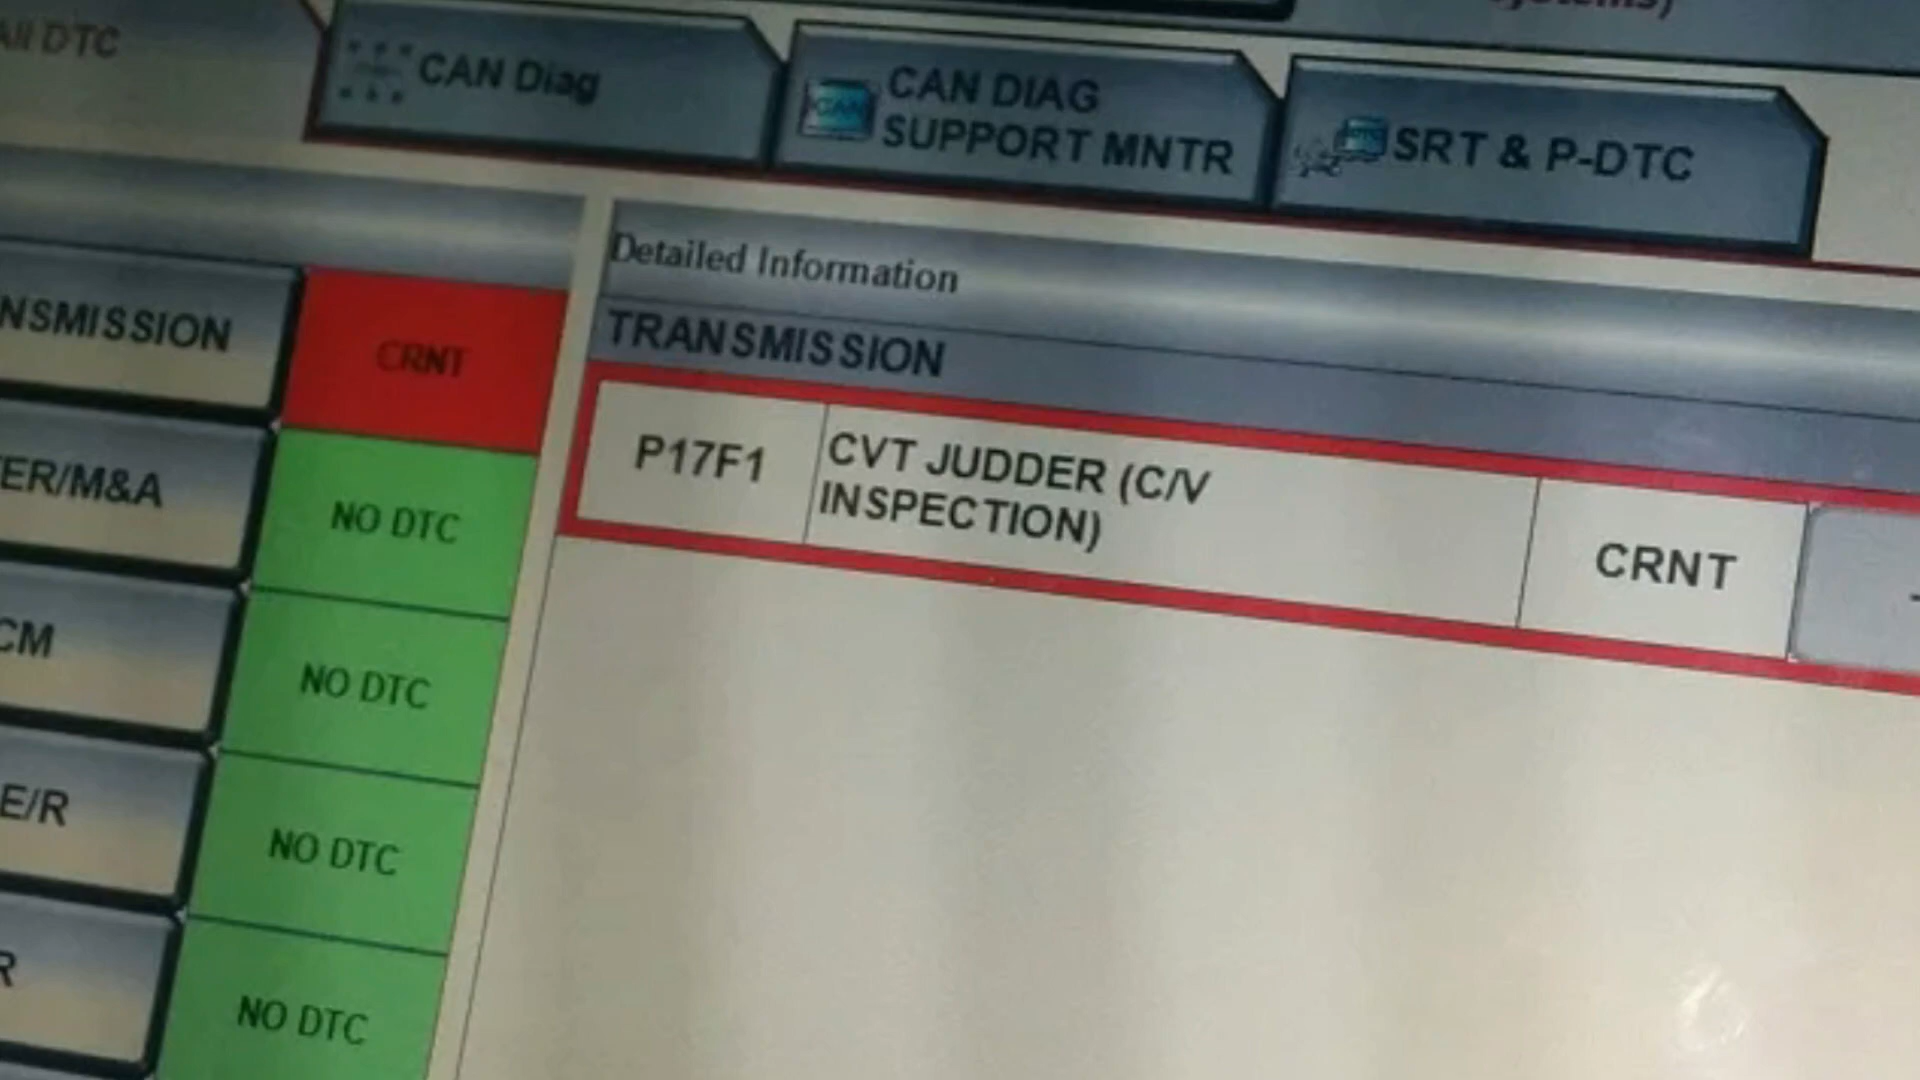 All DTC
CAN Diag
CAN DIAG
SUPPORT MNTR
SRT & P-DTC
Detailed Information
TRANSMISSION
NSMISSION
CRNT
P17F1
CVT JUDDER (C/V
INSPECTION)
CRNT
ER/M&A
NO DTC
CM
NO DTC
E/R
NO DTC
R
NO DTC